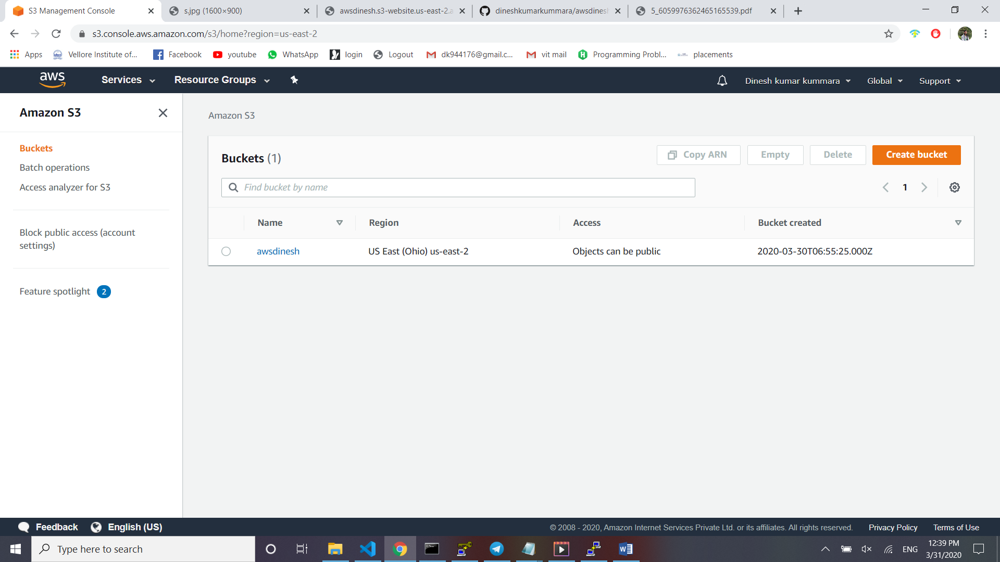 S3 Management Console
s.jpg (1600×900)
awsdinesh.s3-website.us-east-2.a
dineshkumarkummara/awsdinesh
5_6059976362465165539.pdf
s3.console.aws.amazon.com/s3/home?region=us-east-2
Apps Vellore Institute of... Facebook youtube WhatsApp login Logout dk944176@gmail.c... vit mail Programming Probl... placements
aws Services Resource Groups Dinesh kumar kummara Global Support
Amazon S3
Buckets
Batch operations
Access analyzer for S3
Block public access (account
settings)
Feature spotlight 2
Amazon S3
Buckets (1) Copy ARN Empty Delete Create bucket
Find bucket by name 1
Name Region Access Bucket created
awsdinesh US East (Ohio) us-east-2 Objects can be public 2020-03-30T06:55:25.000Z
Feedback English (US) © 2008 - 2020, Amazon Internet Services Private Ltd. or its affiliates. All rights reserved. Privacy Policy Terms of Use
Type here to search ENG 12:39 PM
3/31/2020